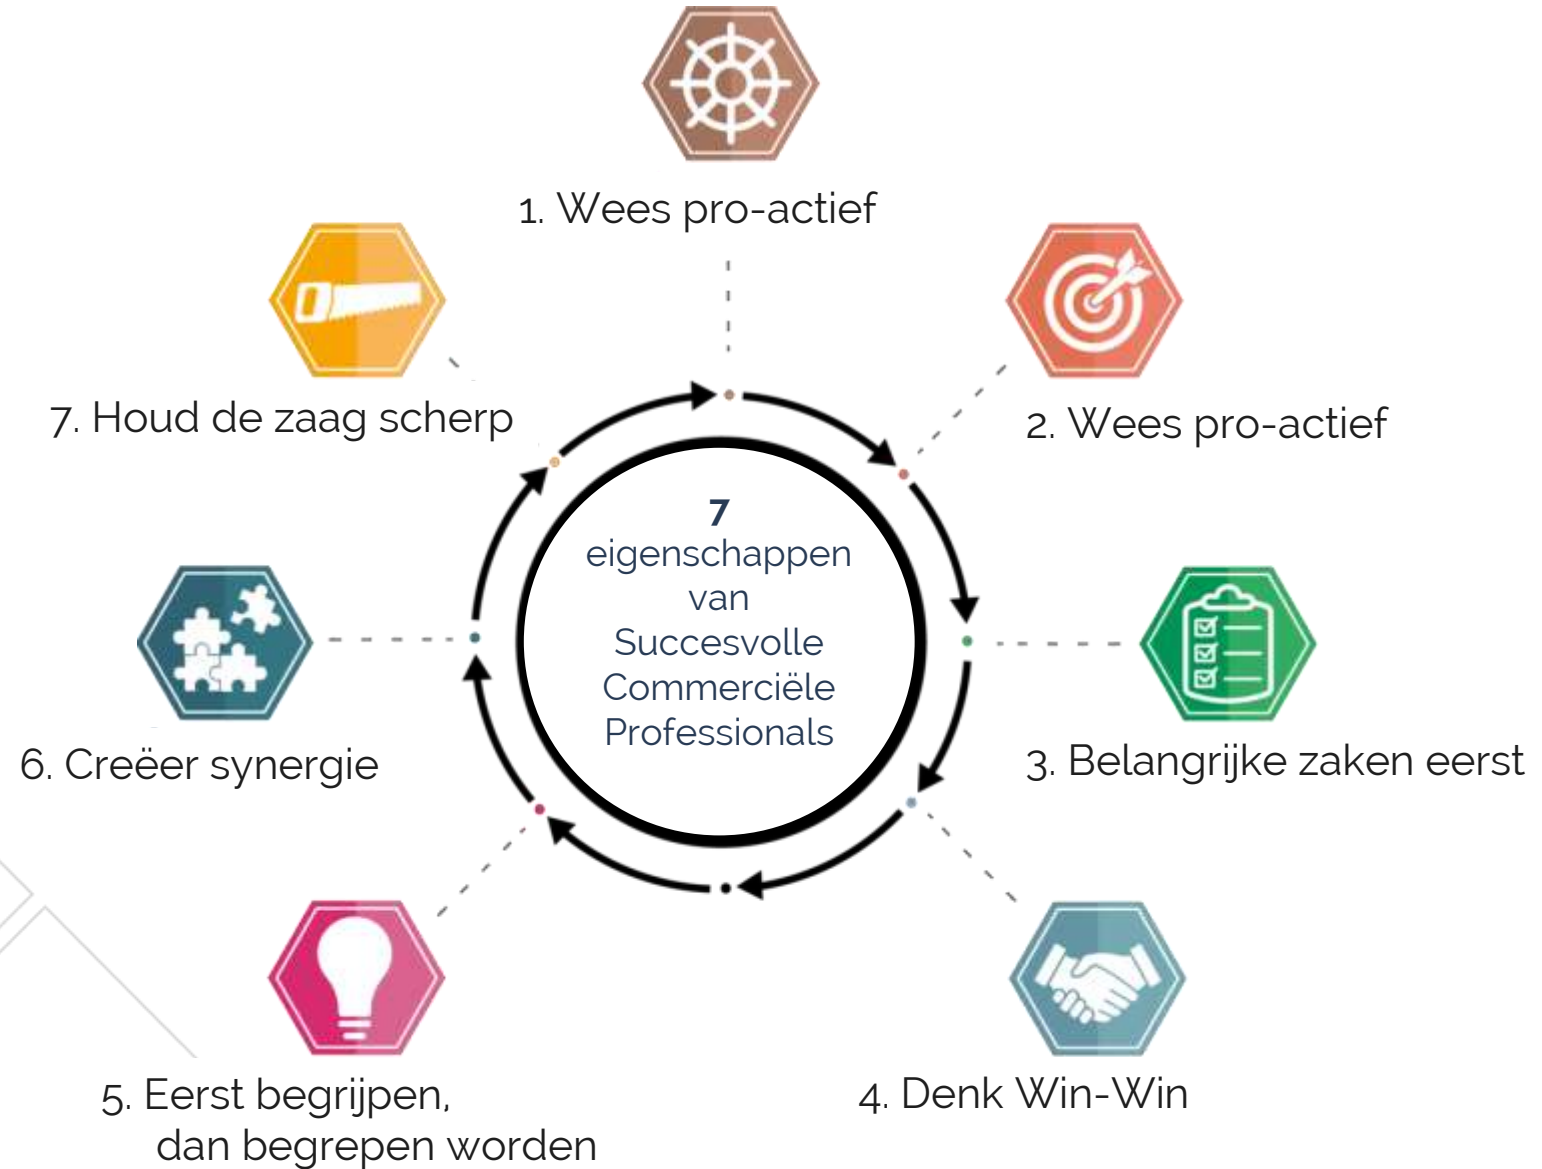 1. Wees pro-actief
2. Wees pro-actief
3. Belangrijke zaken eerst
4. Denk Win-Win
5. Eerst begrijpen,
dan begrepen worden
6. Creëer synergie
7. Houd de zaag scherp
7
eigenschappen
van
Succesvolle
Commerciële
Professionals